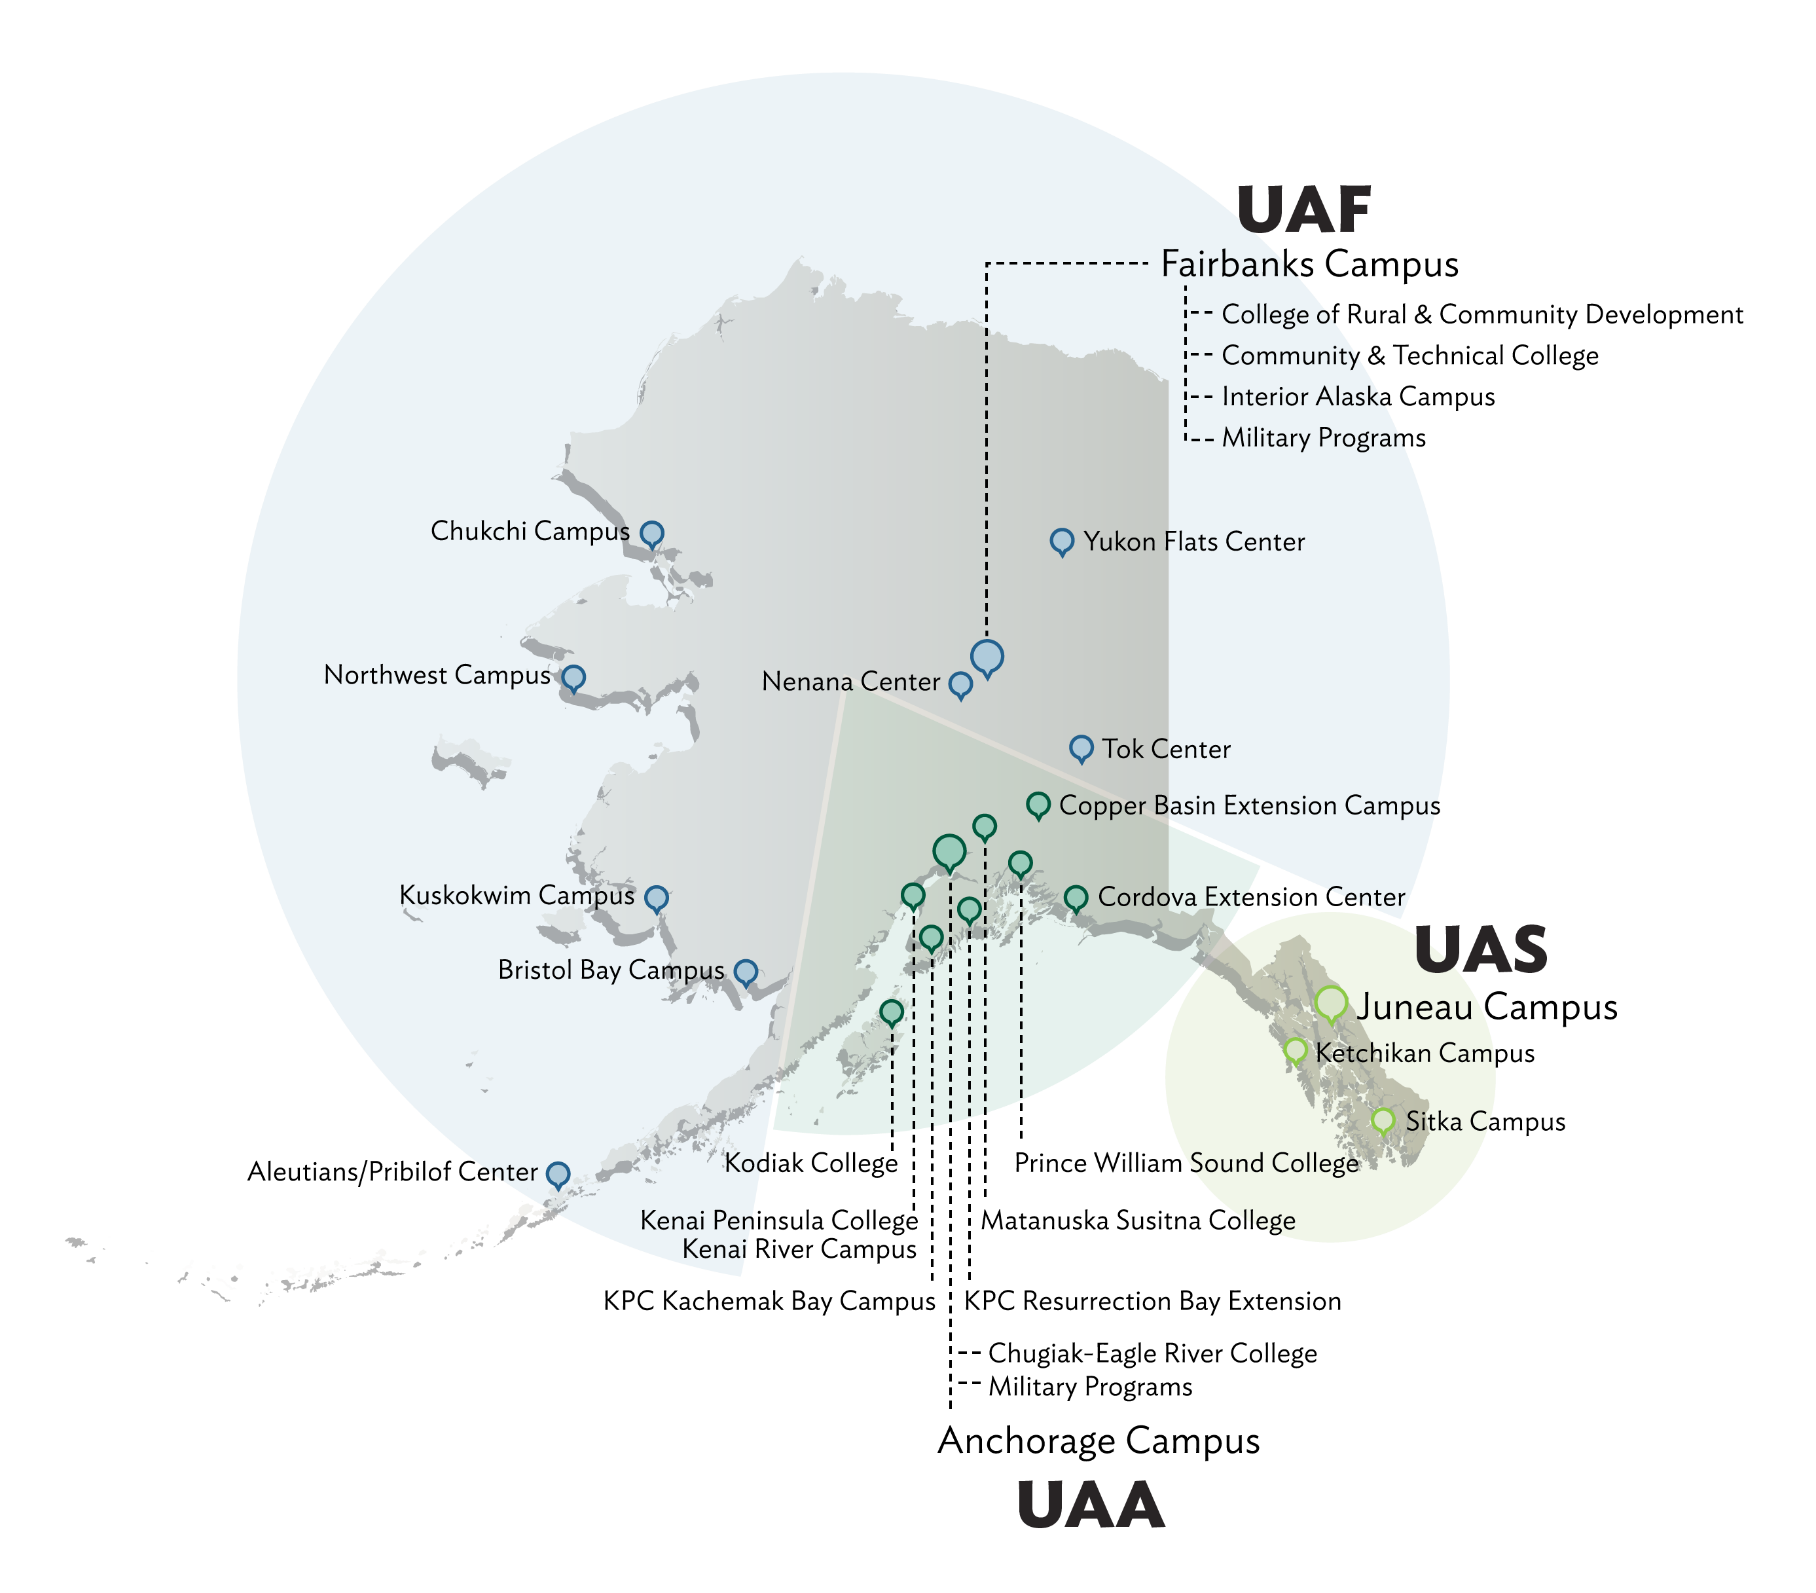 UAF
Fairbanks Campus
College of Rural & Community Development
Community & Technical College
Interior Alaska Campus
Military Programs
Chukchi Campus
Yukon Flats Center
Northwest Campus
Nenana Center
Tok Center
Copper Basin Extension Campus
Kuskokwim Campus
Cordova Extension Center
UAS
Bristol Bay Campus
Juneau Campus
Ketchikan Campus
Sitka Campus
Aleutians/Pribilof Center
Kodiak College
Prince William Sound College
Kenai Peninsula College
Kenai River Campus
Matanuska Susitna College
KPC Kachemak Bay Campus
KPC Resurrection Bay Extension
Chugiak-Eagle River College
Military Programs
Anchorage Campus
UAA